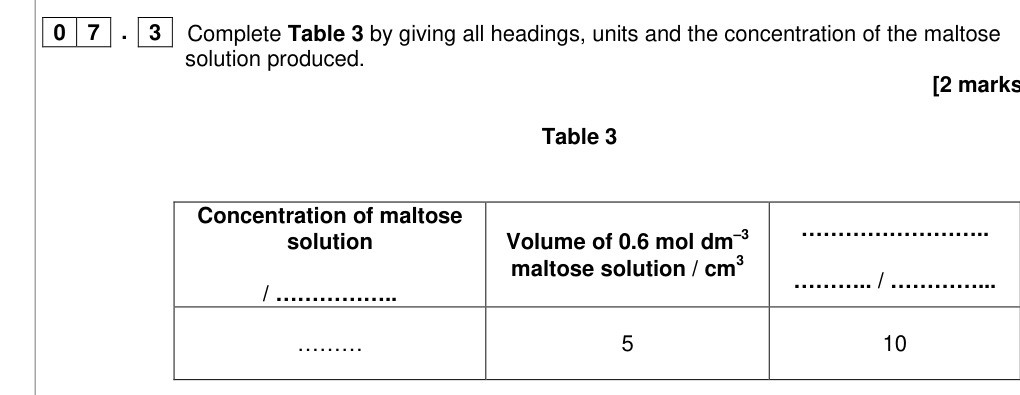 0 7 . 3 Complete Table 3 by giving all headings, units and the concentration of the maltose
solution produced.
[2 marks
Table 3
Concentration of maltose
solution
/ ……………..
Volume of 0.6 mol dm⁻³
maltose solution / cm³
……………………..
……….. / …………...
………
5
10